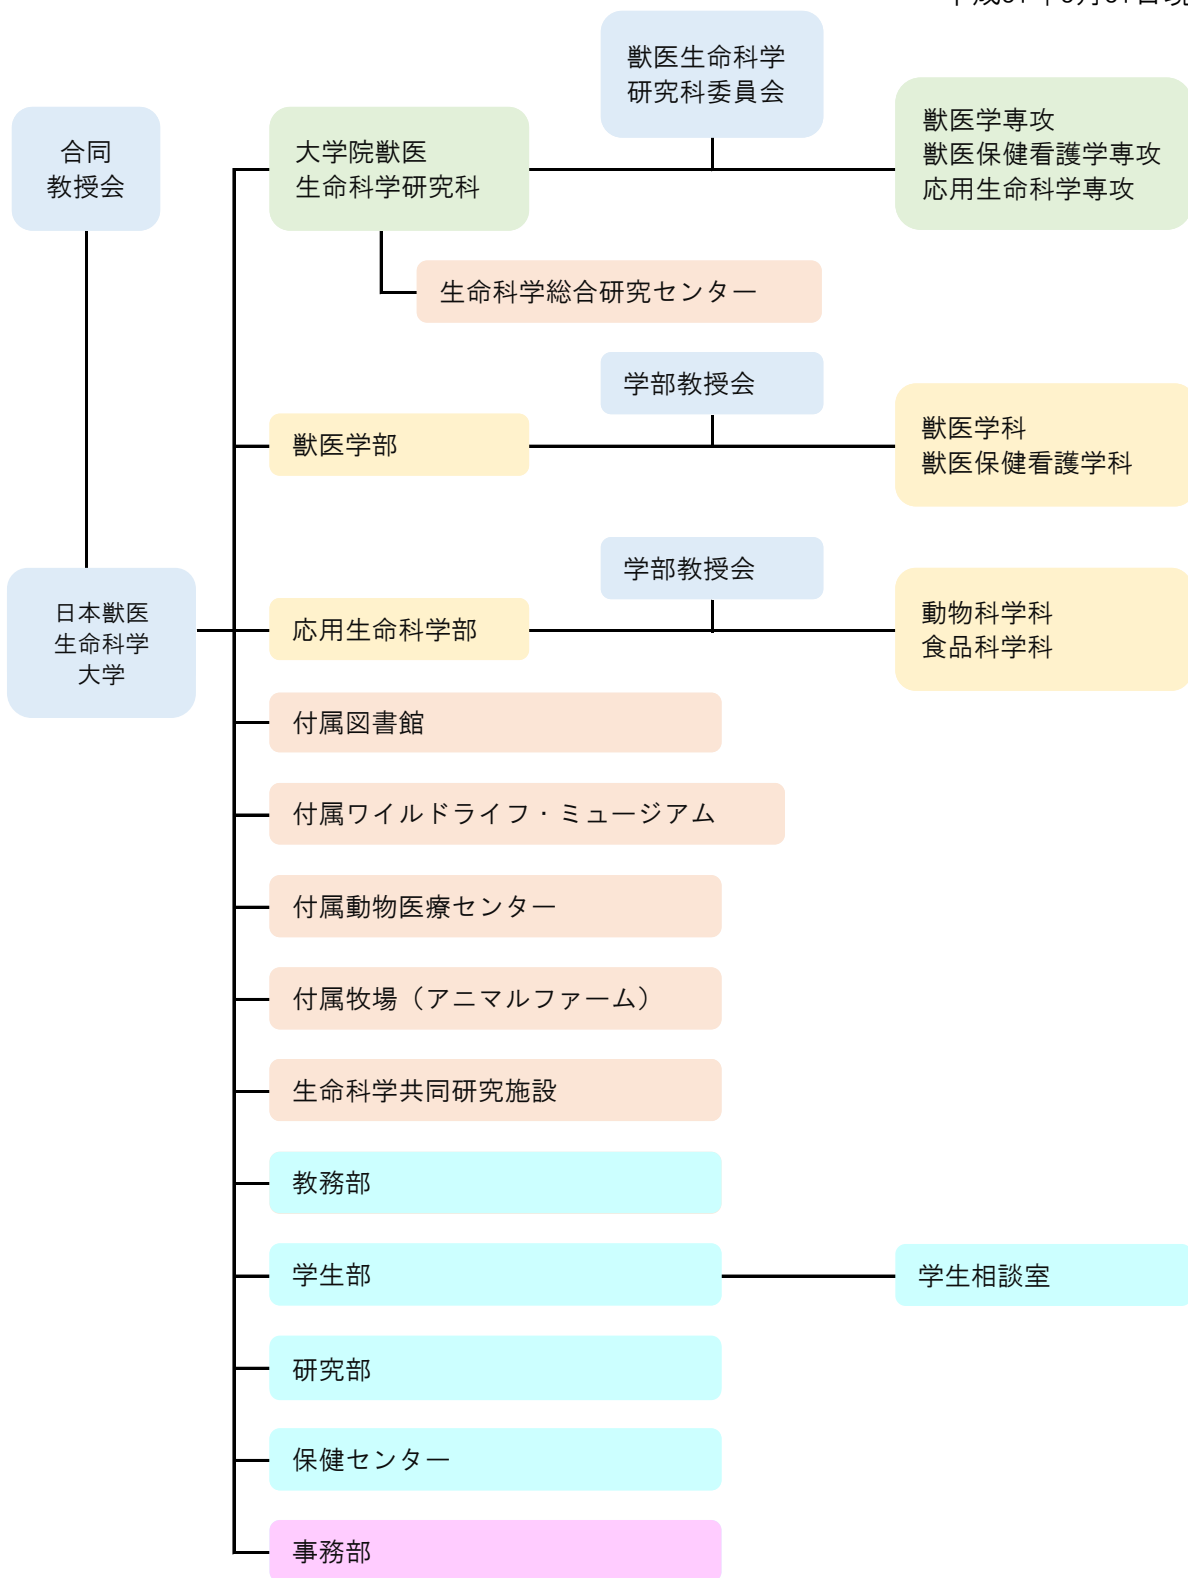 獣医生命科学
研究科委員会
合同
教授会
大学院獣医
生命科学研究科
獣医学専攻
獣医保健看護学専攻
応用生命科学専攻
生命科学総合研究センター
学部教授会
獣医学部
獣医学科
獣医保健看護学科
学部教授会
日本獣医
生命科学
大学
応用生命科学部
動物科学科
食品科学科
付属図書館
付属ワイルドライフ・ミュージアム
付属動物医療センター
付属牧場（アニマルファーム）
生命科学共同研究施設
教務部
学生部
学生相談室
研究部
保健センター
事務部